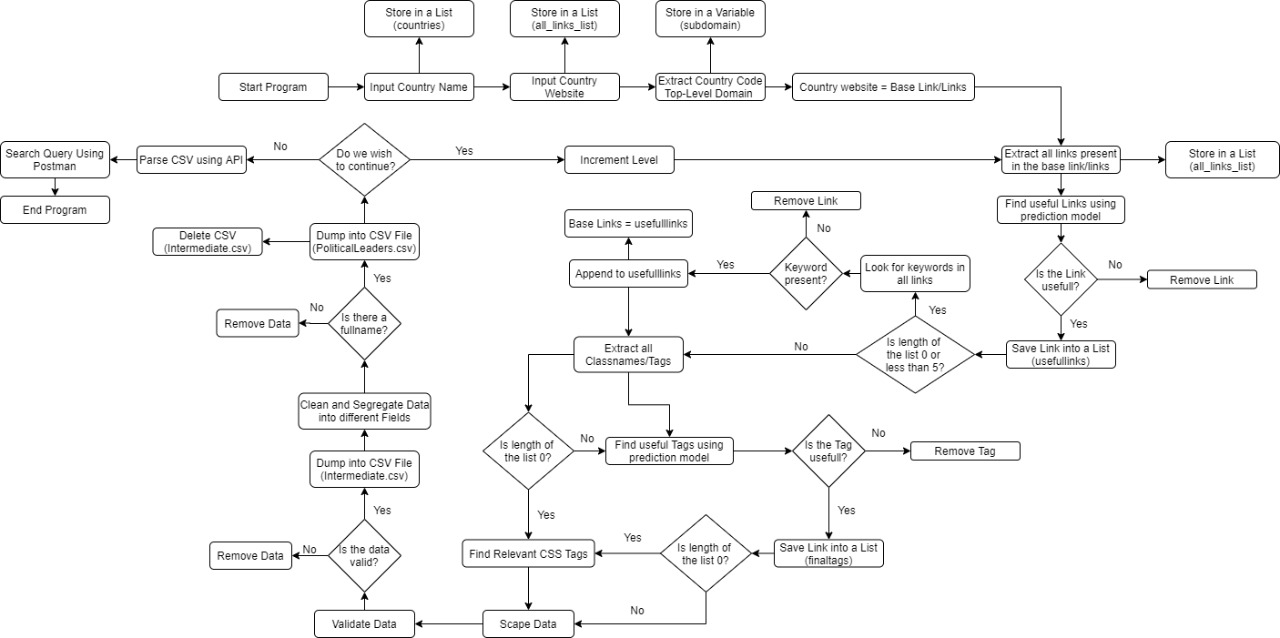 Store in a List
(countries)
Store in a List
(all_links_list)
Store in a Variable
(subdomain)
Start Program
Input Country Name
Input Country
Website
Extract Country Code
Top-Level Domain
Country website = Base Link/Links
Search Query Using
Postman
Parse CSV using API
No
Do we wish
to continue?
Yes
Increment Level
Extract all links present
in the base link/links
Store in a List
(all_links_list)
End Program
Remove Link
Find useful Links using
prediction model
Delete CSV
(Intermediate.csv)
Dump into CSV File
(PoliticalLeaders.csv)
Base Links = usefulllinks
No
Append to usefulllinks
Yes
Keyword
present?
Look for keywords in
all links
Is the Link
usefull?
No
Remove Link
Yes
Remove Data
No
Is there a
fullname?
Yes
Yes
Extract all
Classnames/Tags
No
Is length of
the list 0 or
less than 5?
Save Link into a List
(usefullinks)
Clean and Segregate Data
into different Fields
Is length of
the list 0?
No
Find useful Tags using
prediction model
Is the Tag
usefull?
No
Remove Tag
Dump into CSV File
(Intermediate.csv)
Yes
Yes
Yes
Remove Data
No
Is the data
valid?
Find Relevant CSS Tags
Yes
Is length of
the list 0?
Save Link into a List
(finaltags)
Validate Data
Scape Data
No